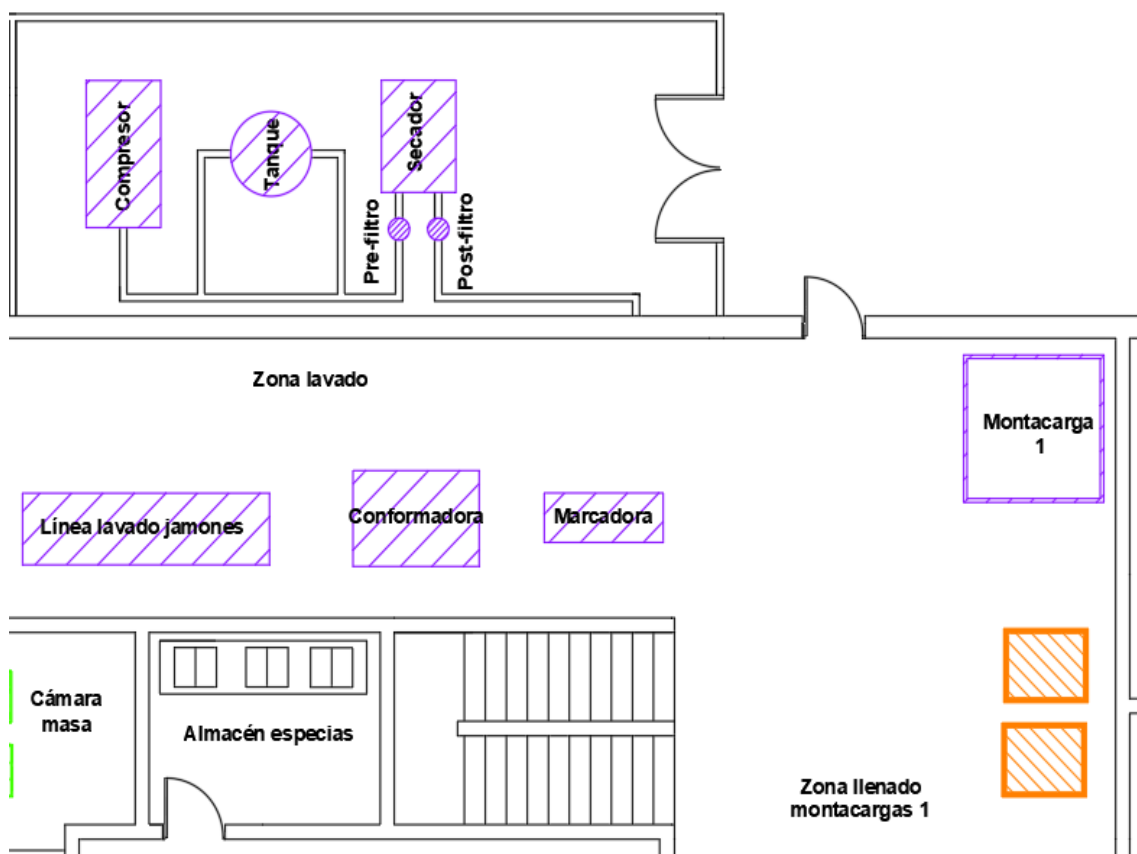 Compresor
Tanque
Secador
Pre-filtro
Post-filtro
Zona lavado
Montacarga
1
Línea lavado jamones
Conformadora
Marcadora
Cámara
masa
Almacén especias
Zona llenado
montacargas 1